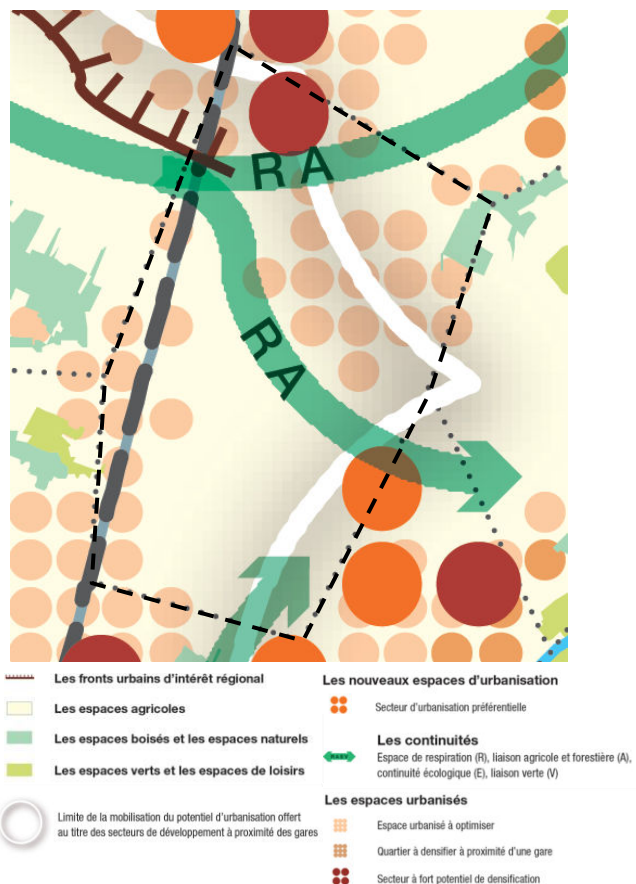 R A
R A
Les fronts urbains d'intérêt régional
Les espaces agricoles
Les espaces boisés et les espaces naturels
Les espaces verts et les espaces de loisirs
Limite de la mobilisation du potentiel d'urbanisation offert
au titre des secteurs de développement à proximité des gares
Les nouveaux espaces d'urbanisation
Secteur d'urbanisation préférentielle
Les continuités
Espace de respiration (R), liaison agricole et forestière (A),
continuité écologique (E), liaison verte (V)
Les espaces urbanisés
Espace urbanisé à optimiser
Quartier à densifier à proximité d'une gare
Secteur à fort potentiel de densification